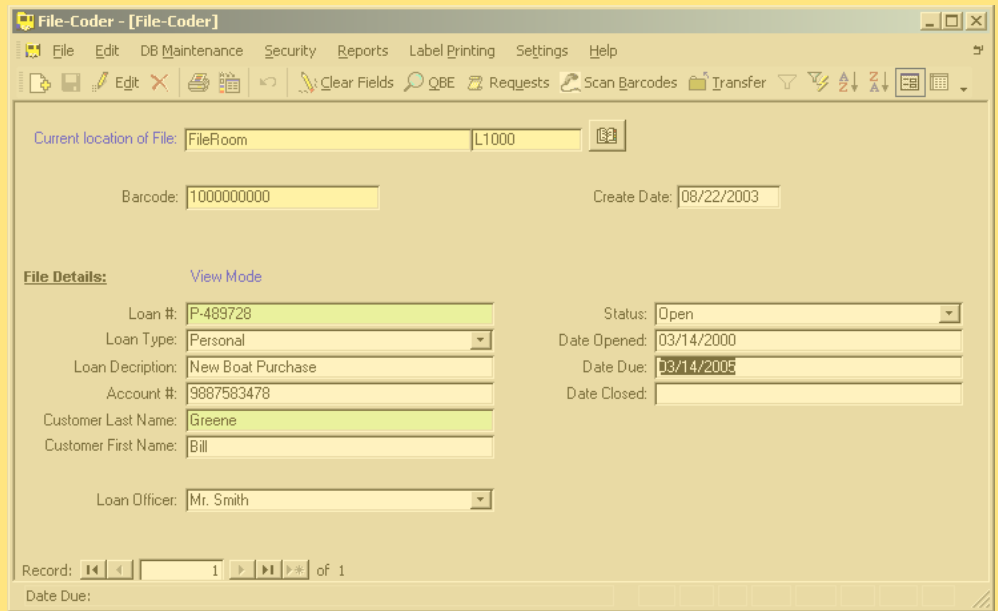 File-Coder - [File-Coder]
File Edit DB Maintenance Security Reports Label Printing Settings Help
Edit Clear Fields QBE Requests Scan Barcodes Transfer
Current location of File: FileRoom L1000
Barcode: 1000000000 Create Date: 08/22/2003
File Details: View Mode
Loan #: P-489728 Status: Open
Loan Type: Personal Date Opened: 03/14/2000
Loan Decription: New Boat Purchase Date Due: 03/14/2005
Account #: 9887583478 Date Closed:
Customer Last Name: Greene
Customer First Name: Bill
Loan Officer: Mr. Smith
Record: 1 of 1
Date Due: